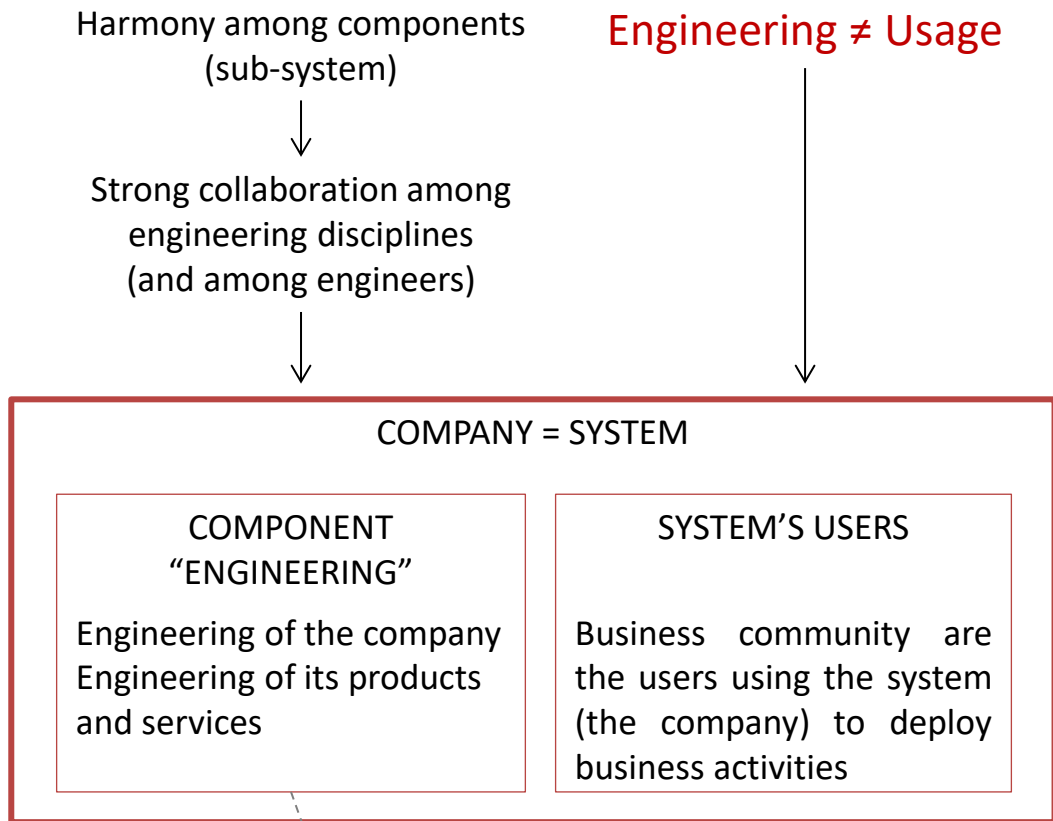 Harmony among components
(sub-system)
Engineering ≠ Usage
Strong collaboration among
engineering disciplines
(and among engineers)
COMPANY = SYSTEM
COMPONENT
“ENGINEERING”
Engineering of the company
Engineering of its products
and services
SYSTEM’S USERS
Business community are
the users using the system
(the company) to deploy
business activities